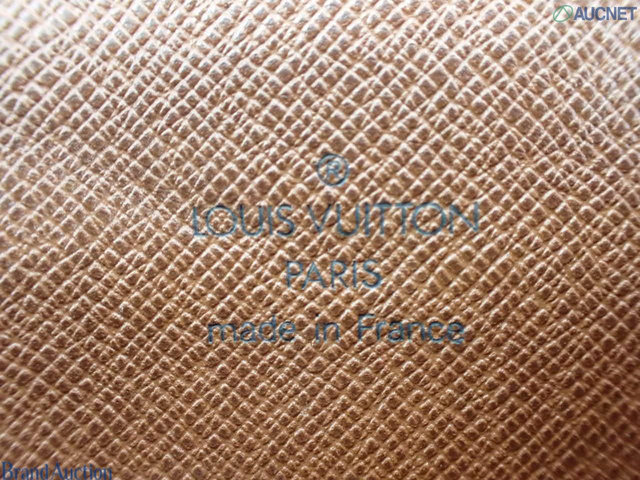 AUCNET
®
LOUIS VUITTON
PARIS
made in France
Brand Auction